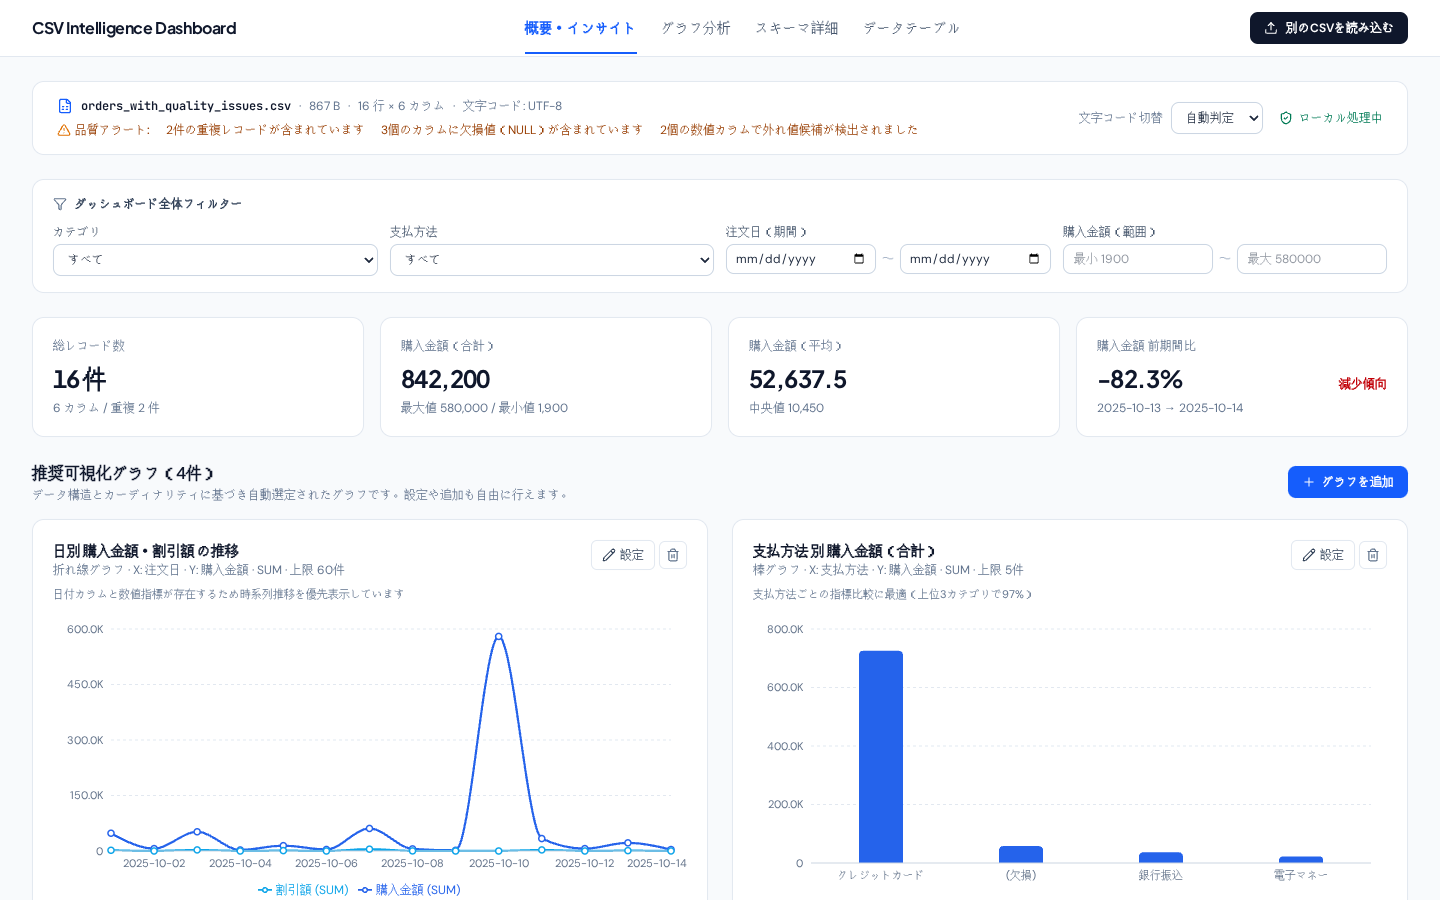 CSV Intelligence Dashboard
概要・インサイト グラフ分析 スキーマ詳細 データテーブル
別のCSVを読み込む
orders_with_quality_issues.csv · 867 B · 16 行 × 6 カラム · 文字コード: UTF-8
品質アラート: 2件の重複レコードが含まれています 3個のカラムに欠損値（NULL）が含まれています 2個の数値カラムで外れ値候補が検出されました
文字コード切替 自動判定 ローカル処理中
ダッシュボード全体フィルター
カテゴリ 支払方法 注文日（期間） 購入金額（範囲）
すべて すべて mm/dd/yyyy ～ mm/dd/yyyy 最小 1900 ～ 最大 580000
総レコード数
16件
6 カラム / 重複 2 件
購入金額（合計）
842,200
最大値 580,000 / 最小値 1,900
購入金額（平均）
52,637.5
中央値 10,450
購入金額 前期間比
-82.3%
減少傾向
2025-10-13 → 2025-10-14
推奨可視化グラフ（4件）
データ構造とカーディナリティに基づき自動選定されたグラフです。設定や追加も自由に行えます。
グラフを追加
日別 購入金額・割引額 の推移
設定
折れ線グラフ · X: 注文日 · Y: 購入金額 · SUM · 上限 60件
日付カラムと数値指標が存在するため時系列推移を優先表示しています
600.0K
450.0K
300.0K
150.0K
0
2025-10-02 2025-10-04 2025-10-06 2025-10-08 2025-10-10 2025-10-12 2025-10-14
割引額 (SUM) 購入金額 (SUM)
支払方法 別 購入金額（合計）
設定
棒グラフ · X: 支払方法 · Y: 購入金額 · SUM · 上限 5件
支払方法ごとの指標比較に最適（上位3カテゴリで97%）
800.0K
600.0K
400.0K
200.0K
0
クレジットカード (欠損) 銀行振込 電子マネー